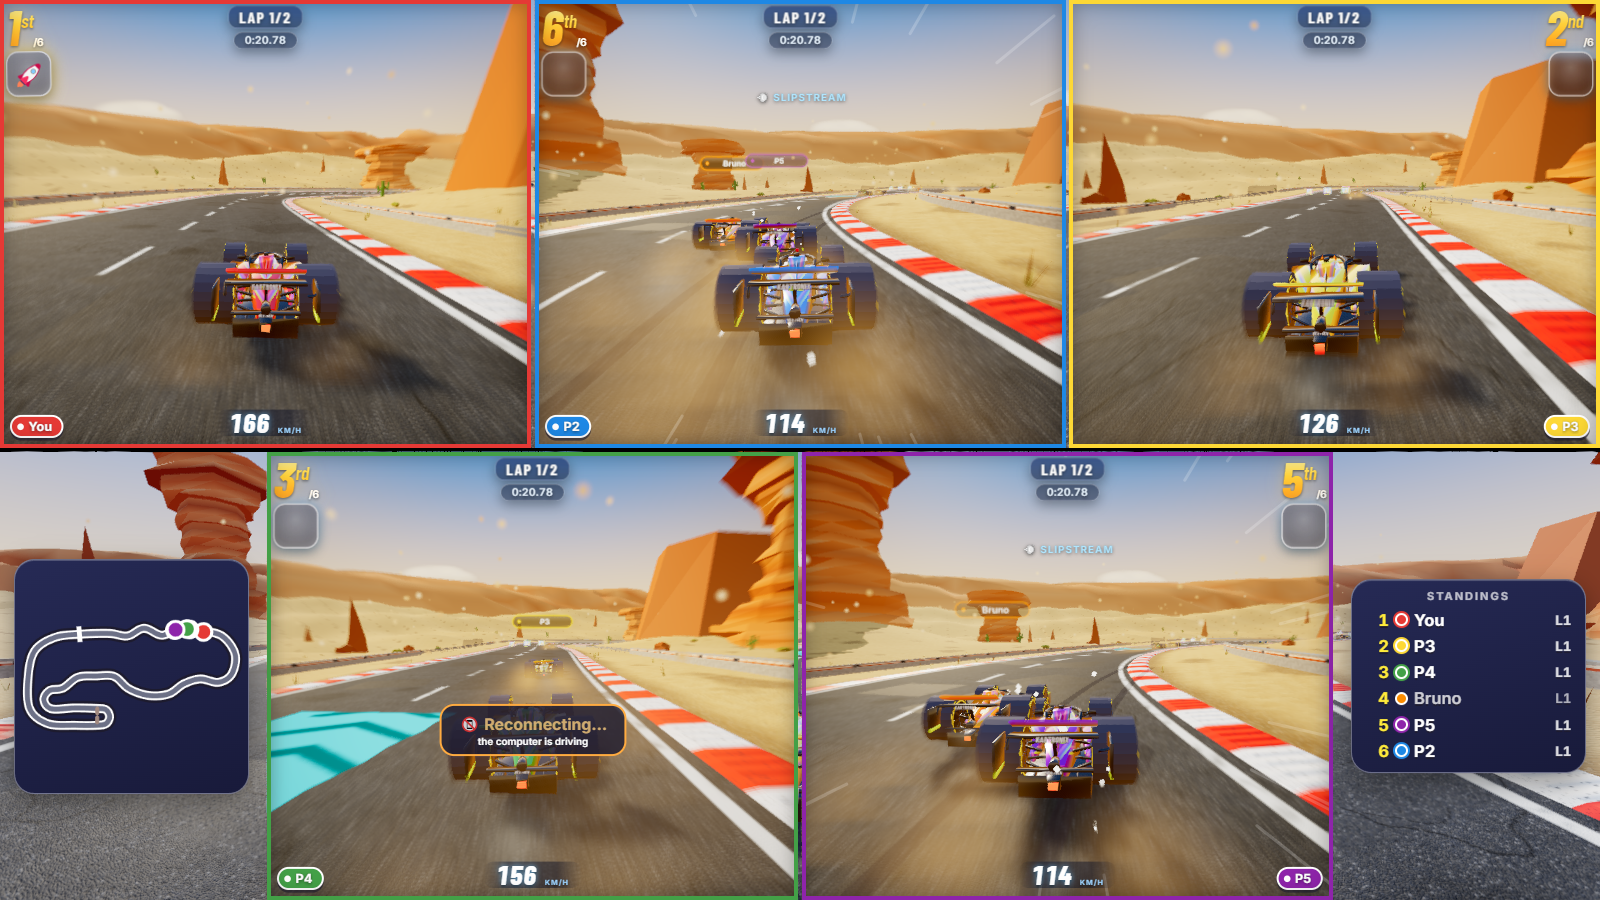 1st
/6
LAP 1/2
0:20.78
166 KM/H
You
6th
/6
LAP 1/2
0:20.78
SLIPSTREAM
Bruno
P5
114 KM/H
P2
LAP 1/2
0:20.78
2nd
/6
126 KM/H
P3
3rd
/6
LAP 1/2
0:20.78
P3
Reconnecting...
the computer is driving
156 KM/H
P4
LAP 1/2
0:20.78
5th
/6
SLIPSTREAM
Bruno
114 KM/H
P5
STANDINGS
1 You L1
2 P3 L1
3 P4 L1
4 Bruno L1
5 P5 L1
6 P2 L1